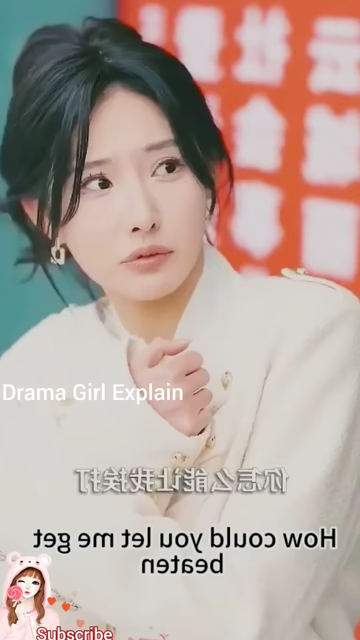 Drama Girl Explain
你怎么能让我挨打
How could you let me get
beaten
Subscribe